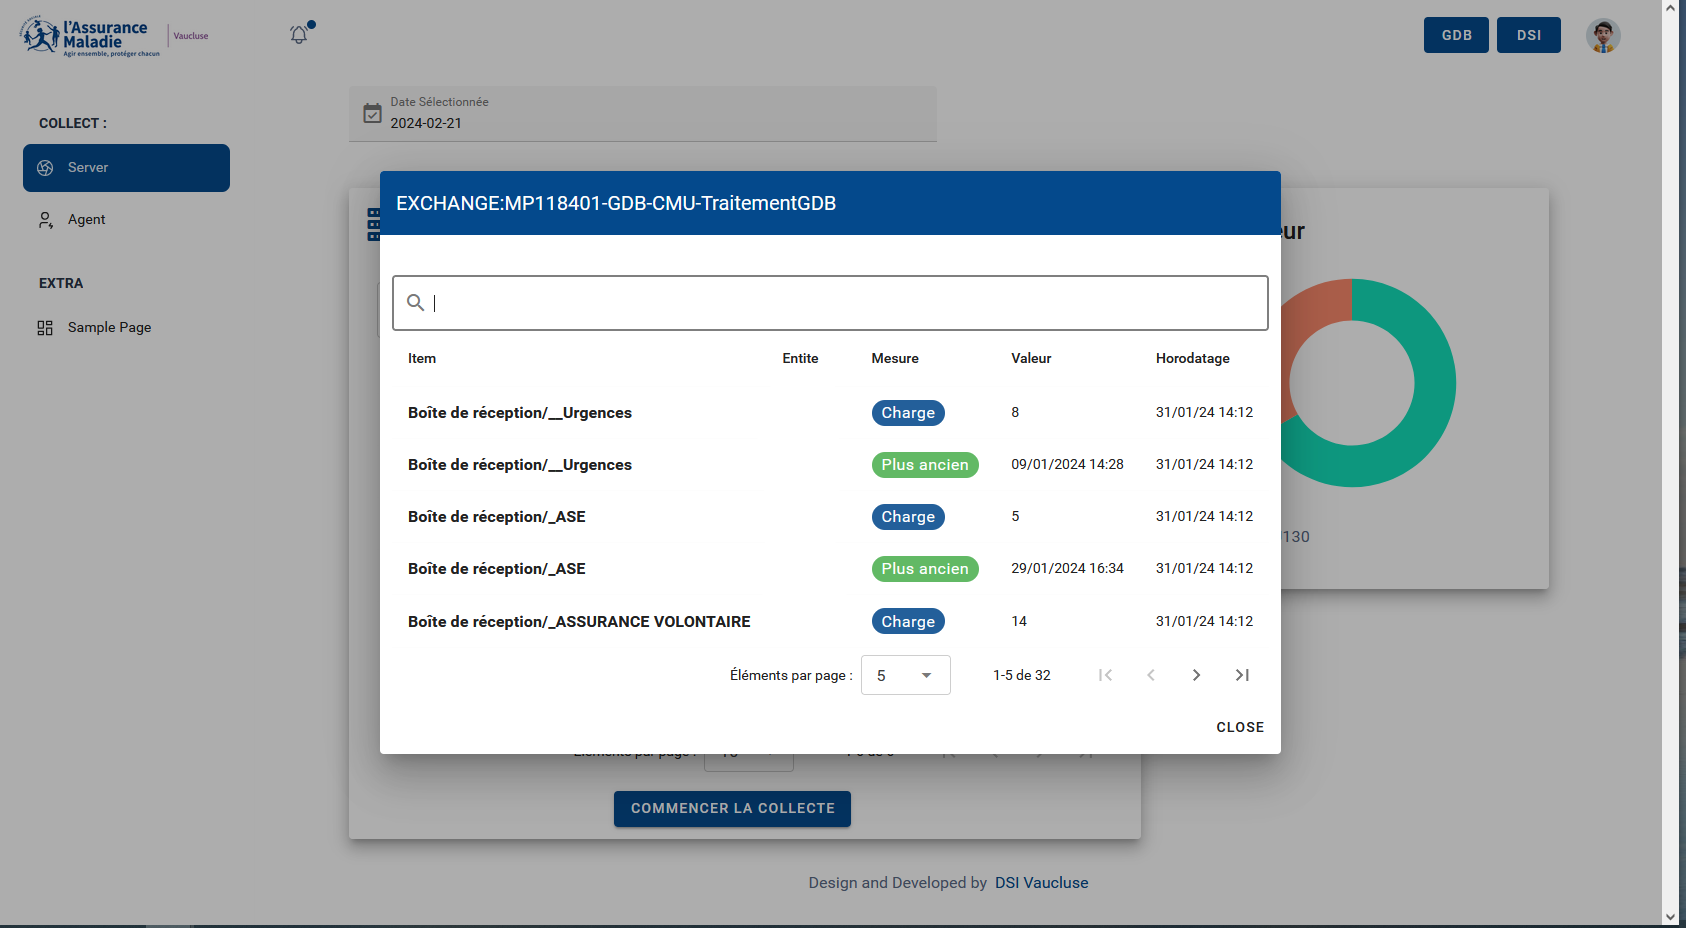 l'Assurance
Maladie
Agir ensemble, protéger chacun
Vaucluse
GDB
DSI
COLLECT :
Server
Agent
EXTRA
Sample Page
Date Sélectionnée
2024-02-21
EXCHANGE:MP118401-GDB-CMU-TraitementGDB
Item Entite Mesure Valeur Horodatage
Boîte de réception/__Urgences Charge 8 31/01/24 14:12
Boîte de réception/__Urgences Plus ancien 09/01/2024 14:28 31/01/24 14:12
Boîte de réception/_ASE Charge 5 31/01/24 14:12
Boîte de réception/_ASE Plus ancien 29/01/2024 16:34 31/01/24 14:12
Boîte de réception/_ASSURANCE VOLONTAIRE Charge 14 31/01/24 14:12
Éléments par page : 5 1-5 de 32
CLOSE
eur
130
COMMENCER LA COLLECTE
Design and Developed by DSI Vaucluse